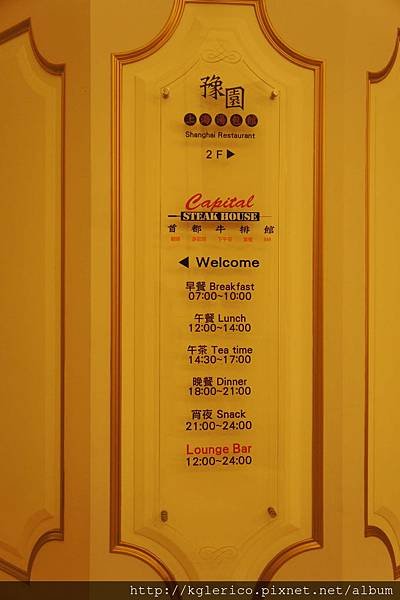 豫園
上海湯包館
Shanghai Restaurant
2F▶
Capital
STEAK HOUSE
首都牛排館
◀ Welcome
早餐 Breakfast
07:00~10:00
午餐 Lunch
12:00~14:00
午茶 Tea time
14:30~17:00
晚餐 Dinner
18:00~21:00
宵夜 Snack
21:00~24:00
Lounge Bar
12:00~24:00
http://kglerico.pixnet.net/album